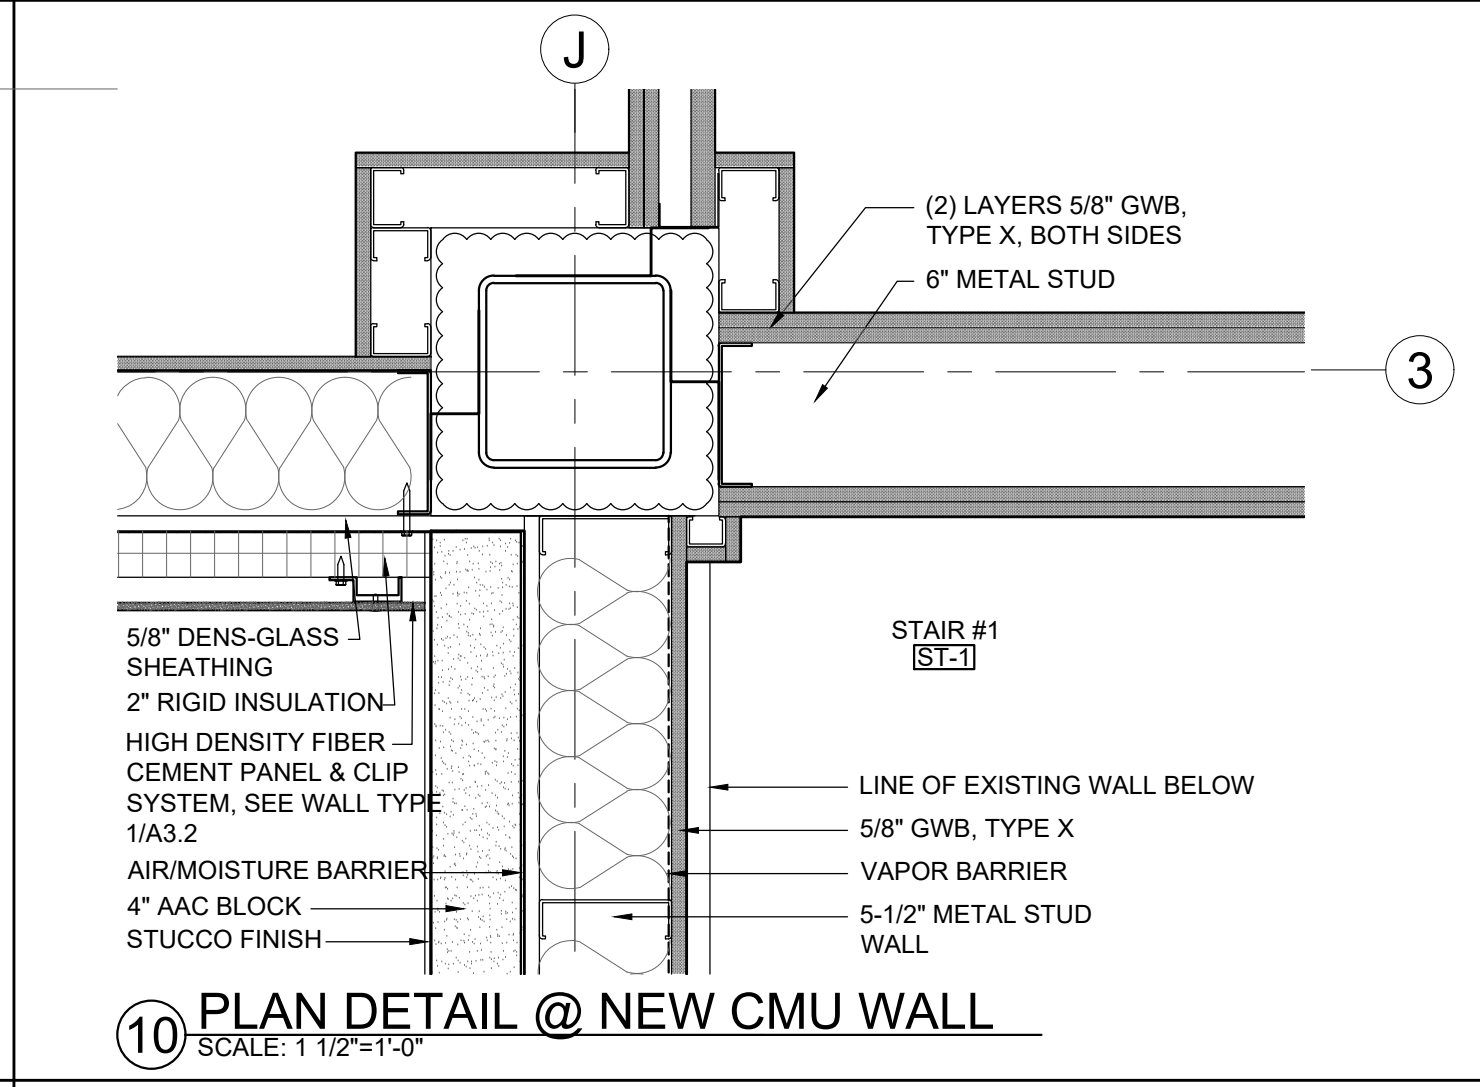 J
(2) LAYERS 5/8" GWB,
TYPE X, BOTH SIDES
6" METAL STUD
3
5/8" DENS-GLASS
SHEATHING
2" RIGID INSULATION
HIGH DENSITY FIBER
CEMENT PANEL & CLIP
SYSTEM, SEE WALL TYPE
1/A3.2
AIR/MOISTURE BARRIER
4" AAC BLOCK
STUCCO FINISH
STAIR #1
ST-1
LINE OF EXISTING WALL BELOW
5/8" GWB, TYPE X
VAPOR BARRIER
5-1/2" METAL STUD
WALL
10
PLAN DETAIL @ NEW CMU WALL
SCALE: 1 1/2"=1'-0"